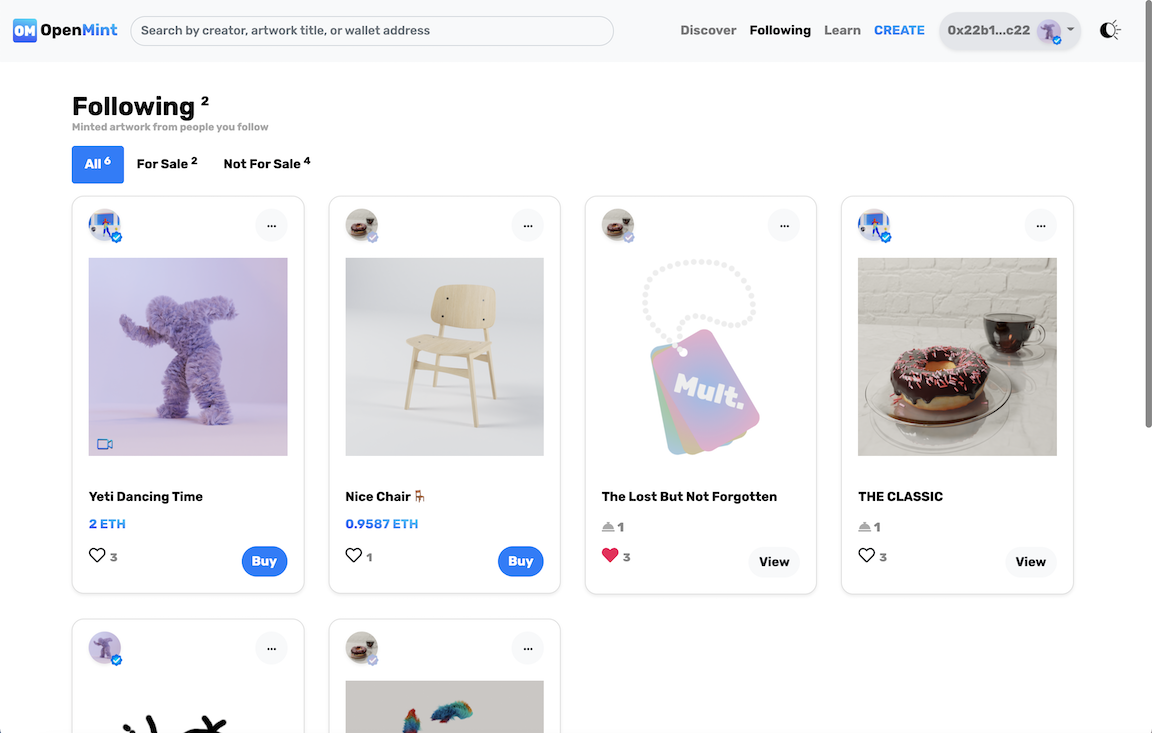 OM OpenMint
Search by creator, artwork title, or wallet address
Discover Following Learn CREATE 0x22b1...c22
Following 2
Minted artwork from people you follow
All 6 For Sale 2 Not For Sale 4
... ... ... ...
Mult.
Yeti Dancing Time Nice Chair 🪑 The Lost But Not Forgotten THE CLASSIC
2 ETH 0.9587 ETH 1 1
3 Buy 1 Buy 3 View 3 View
... ...